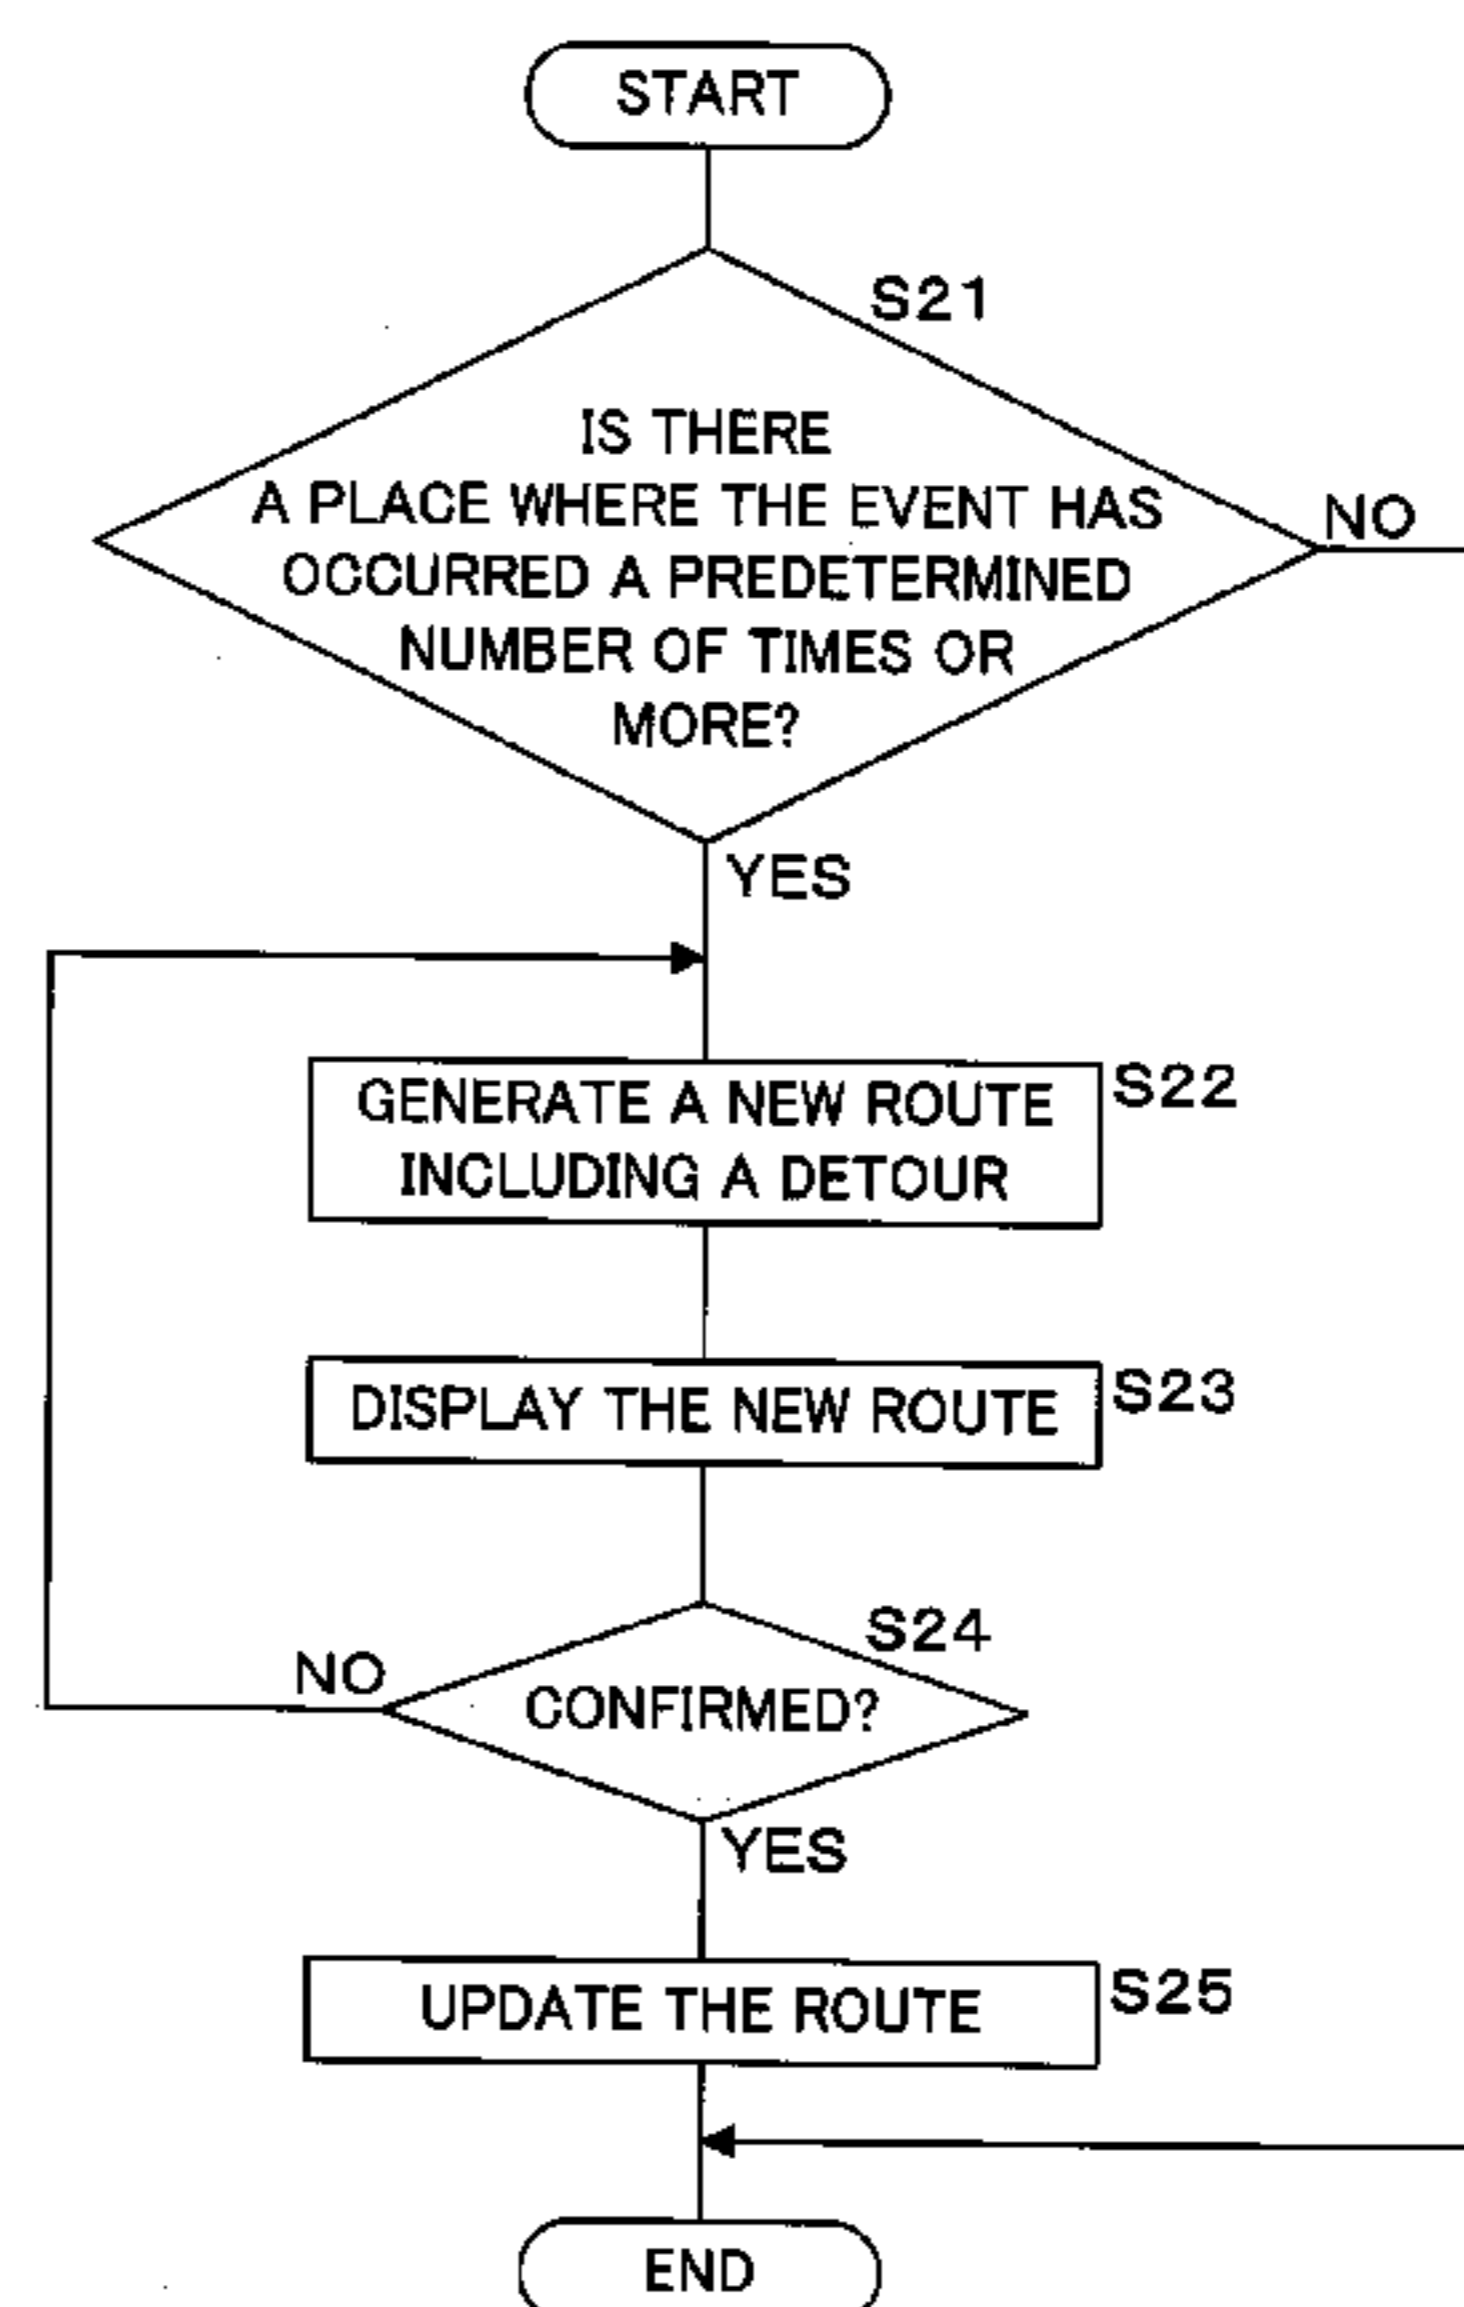 START
S21
IS THERE
A PLACE WHERE THE EVENT HAS
OCCURRED A PREDETERMINED
NUMBER OF TIMES OR
MORE?
NO
YES
GENERATE A NEW ROUTE
INCLUDING A DETOUR
S22
DISPLAY THE NEW ROUTE
S23
S24
NO
CONFIRMED?
YES
UPDATE THE ROUTE
S25
END